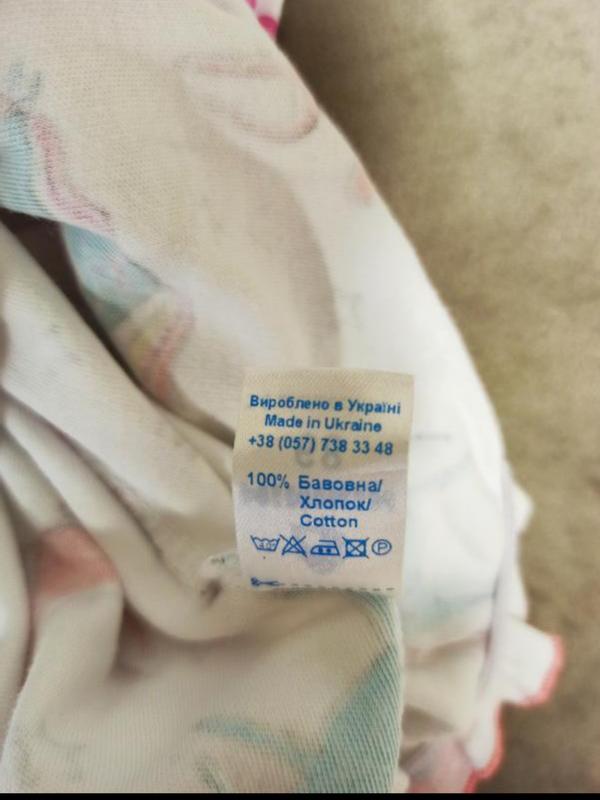 Вироблено в Україні
Made in Ukraine
+38 (057) 738 33 48
100% Бавовна/
Хлопок/
Cotton